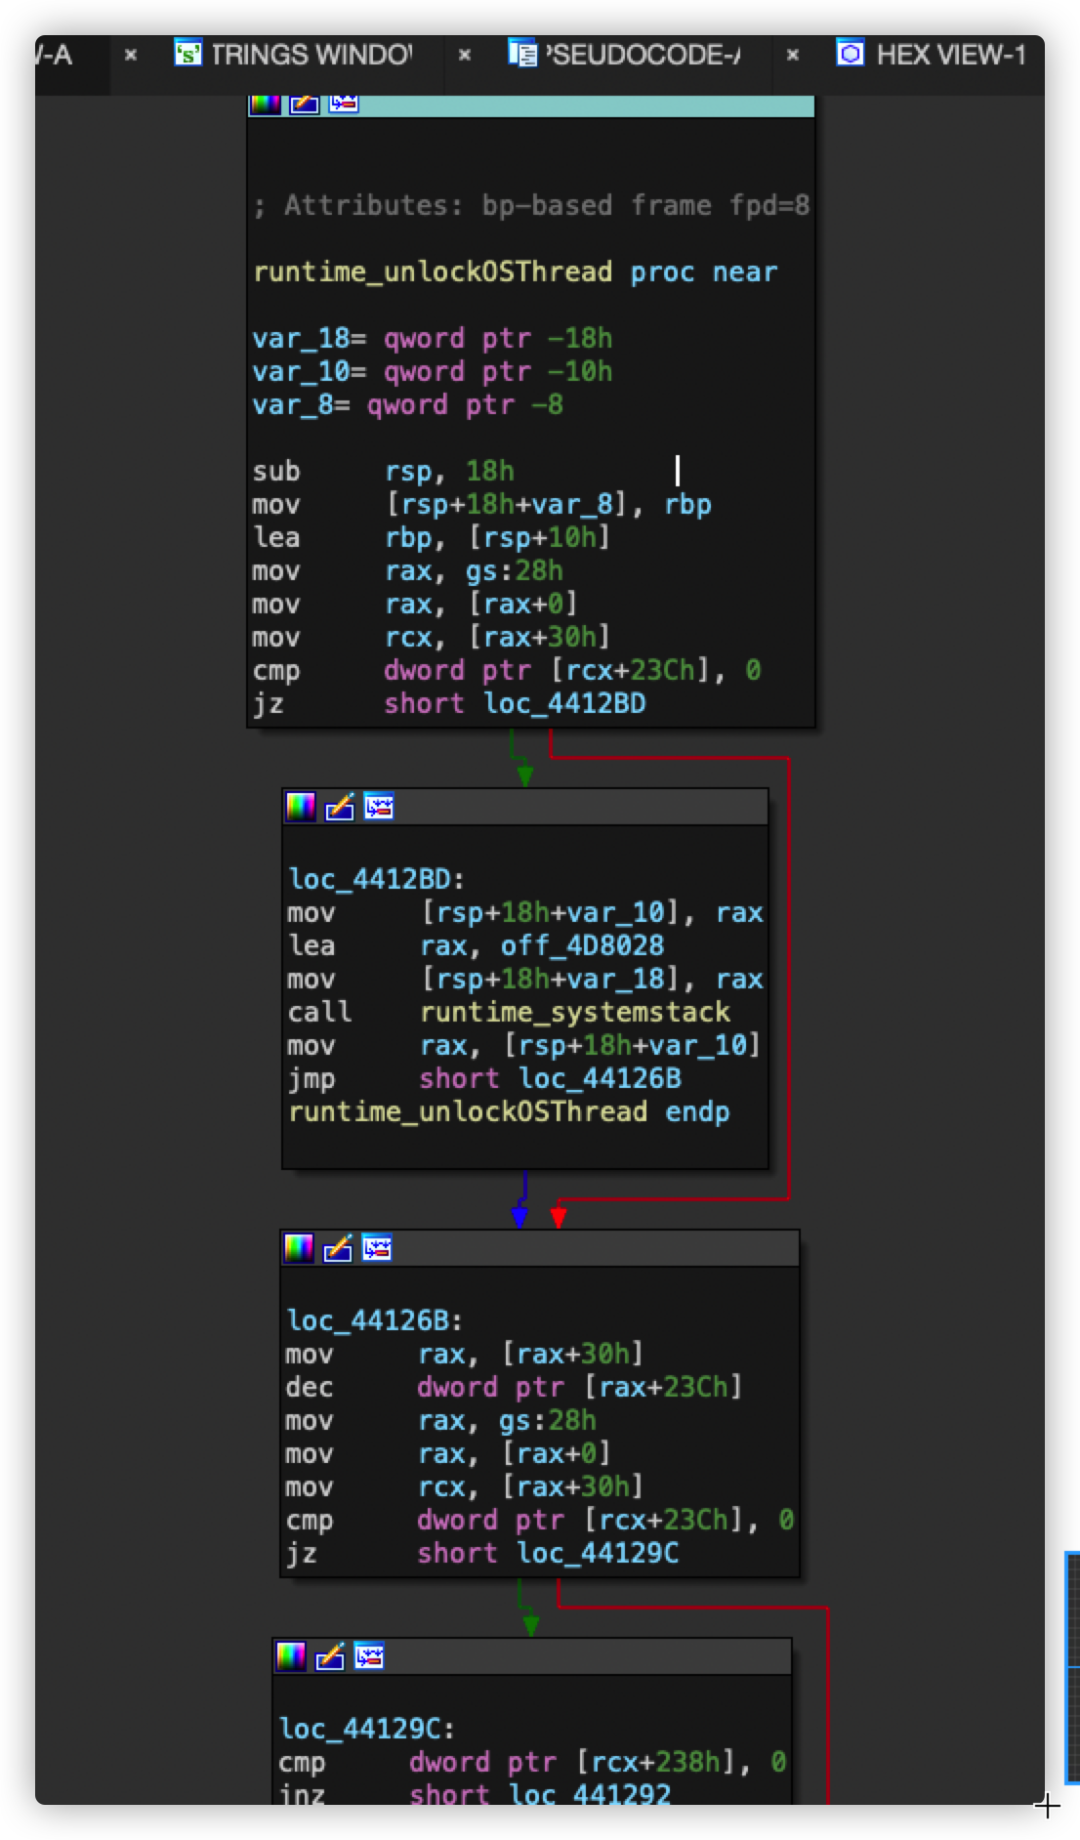 /-A × 's' TRINGS WINDO × PSEUDOCODE-A × HEX VIEW-1
; Attributes: bp-based frame fpd=8
runtime_unlockOSThread proc near
var_18= qword ptr -18h
var_10= qword ptr -10h
var_8= qword ptr -8
sub rsp, 18h
mov [rsp+18h+var_8], rbp
lea rbp, [rsp+10h]
mov rax, gs:28h
mov rax, [rax+0]
mov rcx, [rax+30h]
cmp dword ptr [rcx+23Ch], 0
jz short loc_4412BD
loc_4412BD:
mov [rsp+18h+var_10], rax
lea rax, off_4D8028
mov [rsp+18h+var_18], rax
call runtime_systemstack
mov rax, [rsp+18h+var_10]
jmp short loc_44126B
runtime_unlockOSThread endp
loc_44126B:
mov rax, [rax+30h]
dec dword ptr [rax+23Ch]
mov rax, gs:28h
mov rax, [rax+0]
mov rcx, [rax+30h]
cmp dword ptr [rcx+23Ch], 0
jz short loc_44129C
loc_44129C:
cmp dword ptr [rcx+238h], 0
jnz short loc_441292